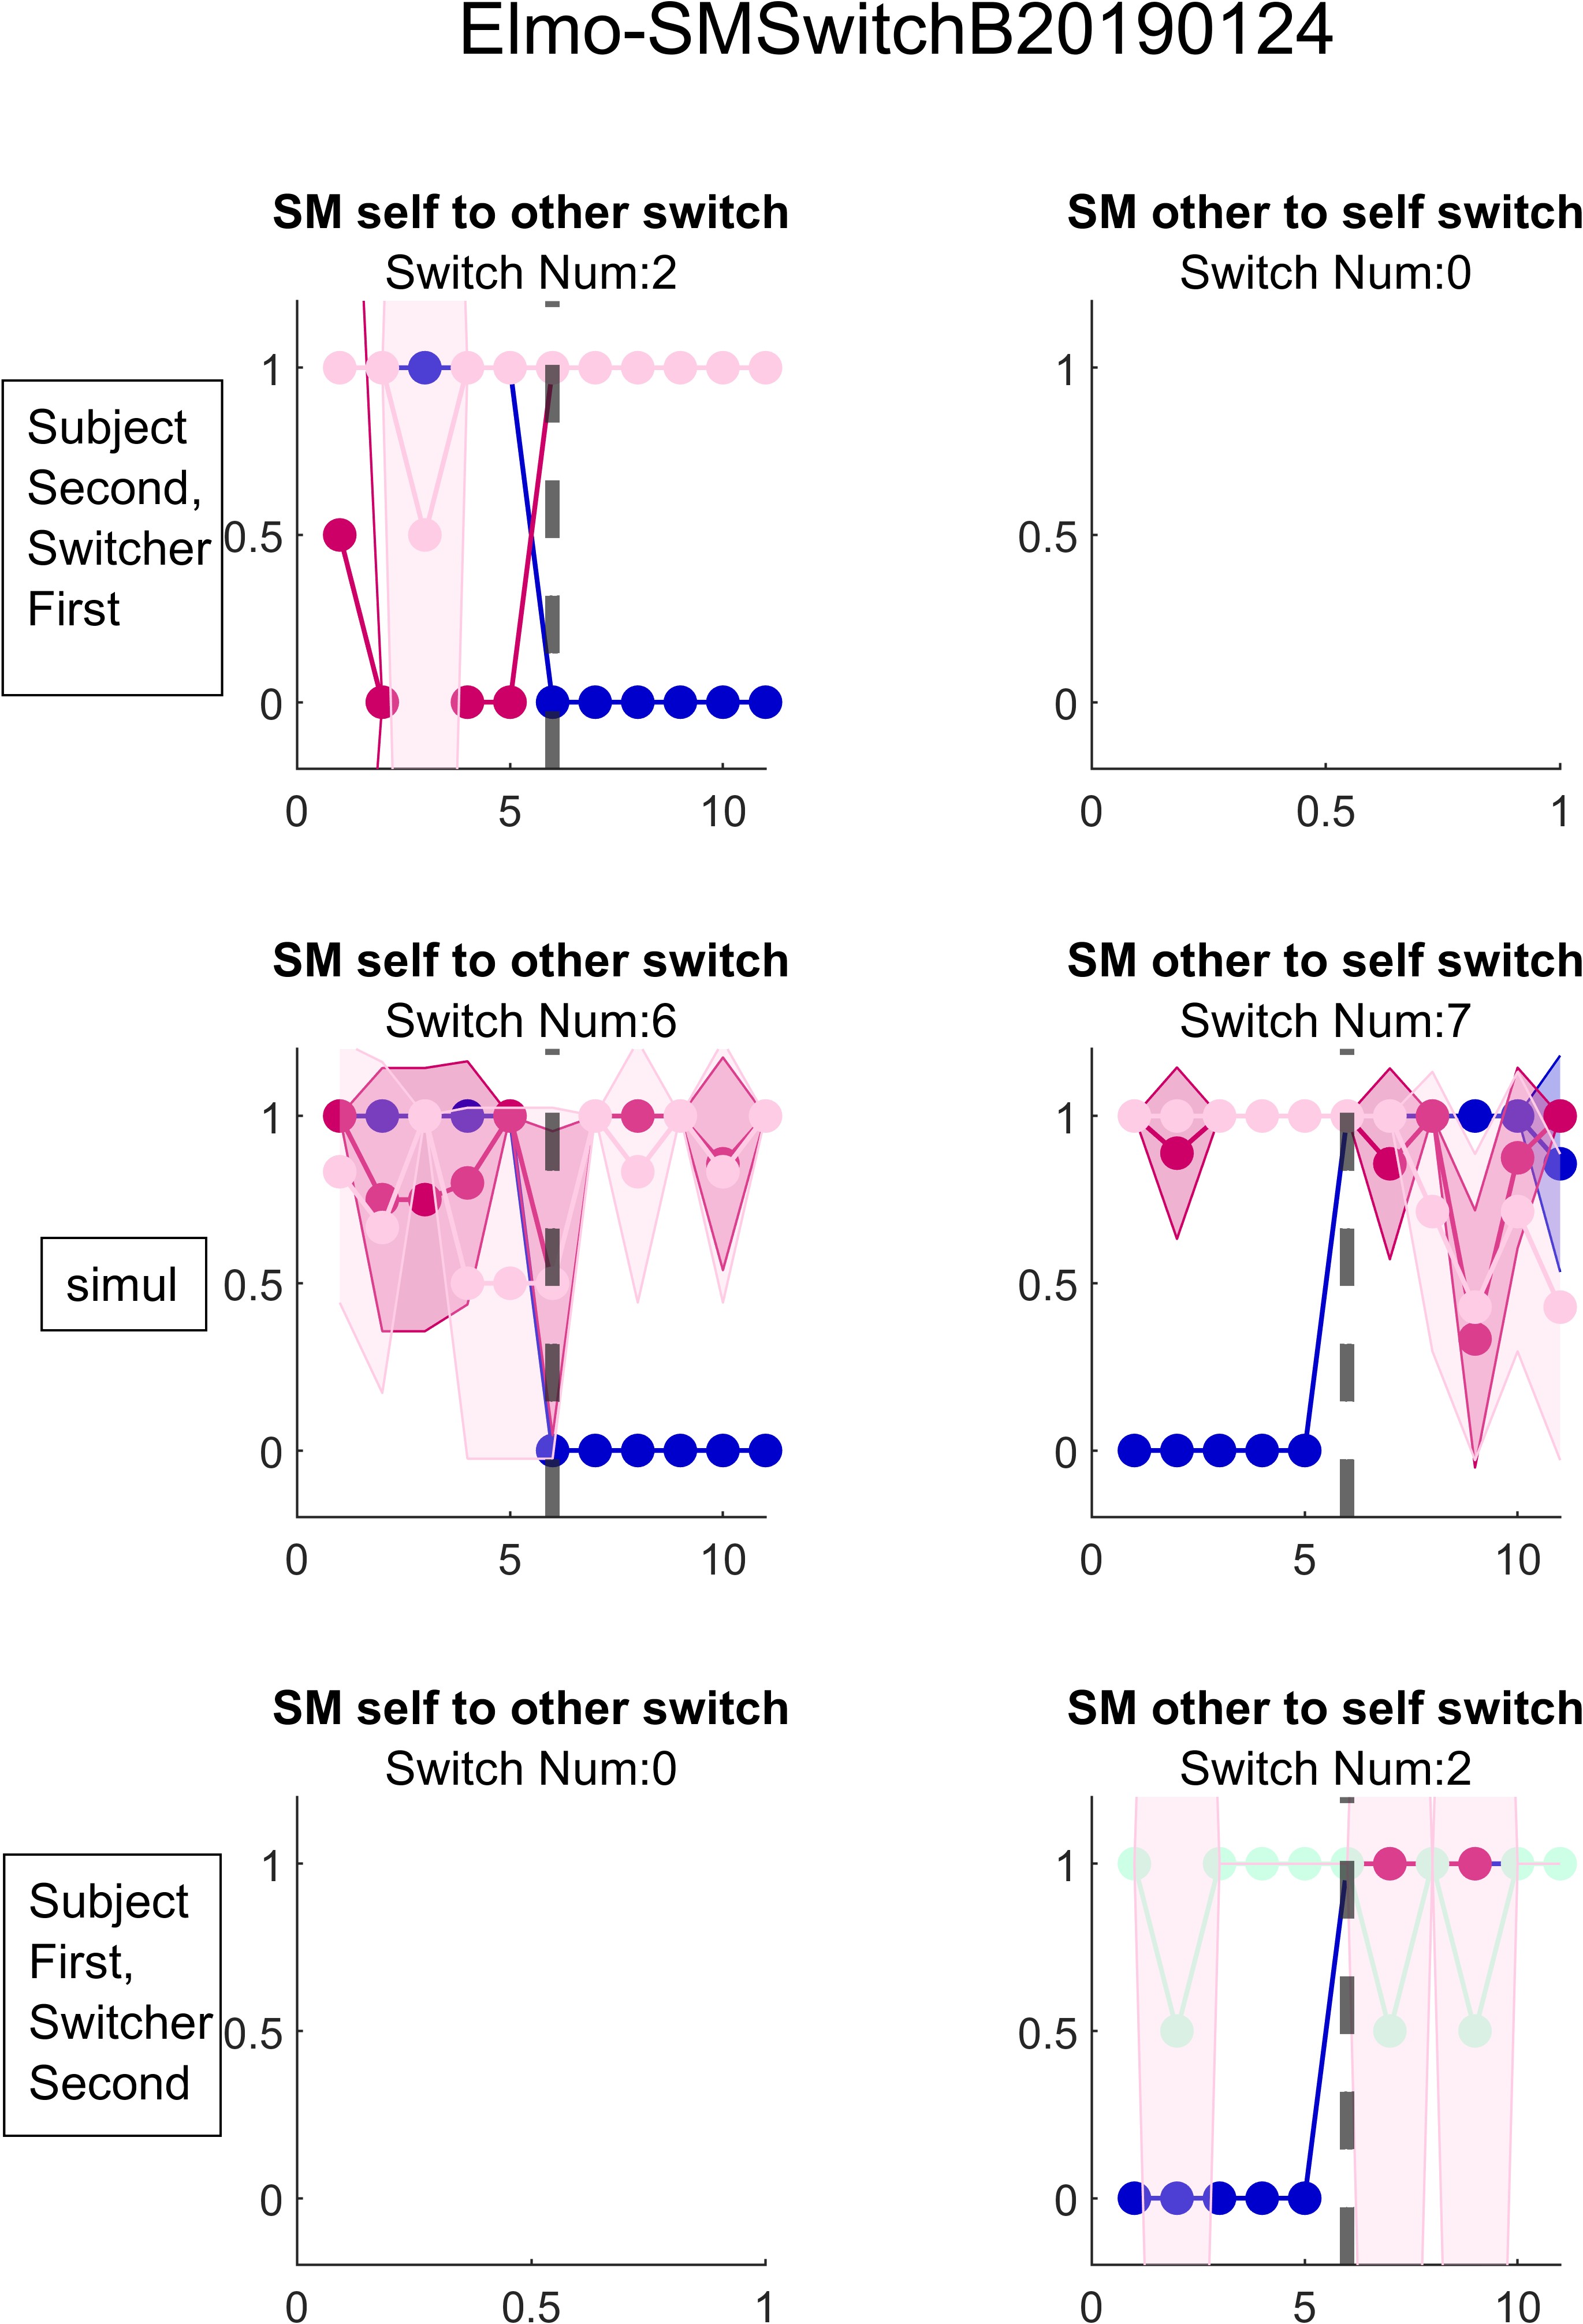 Elmo-SMSwitchB20190124
SM self to other switch
Switch Num:2
SM other to self switch
Switch Num:0
Subject
Second,
Switcher
First
1
0.5
0
0 5 10
1
0.5
0
0 0.5 1
SM self to other switch
Switch Num:6
SM other to self switch
Switch Num:7
simul
1
0.5
0
0 5 10
1
0.5
0
0 5 10
SM self to other switch
Switch Num:0
SM other to self switch
Switch Num:2
Subject
First,
Switcher
Second
1
0.5
0
0 0.5 1
1
0.5
0
0 5 10